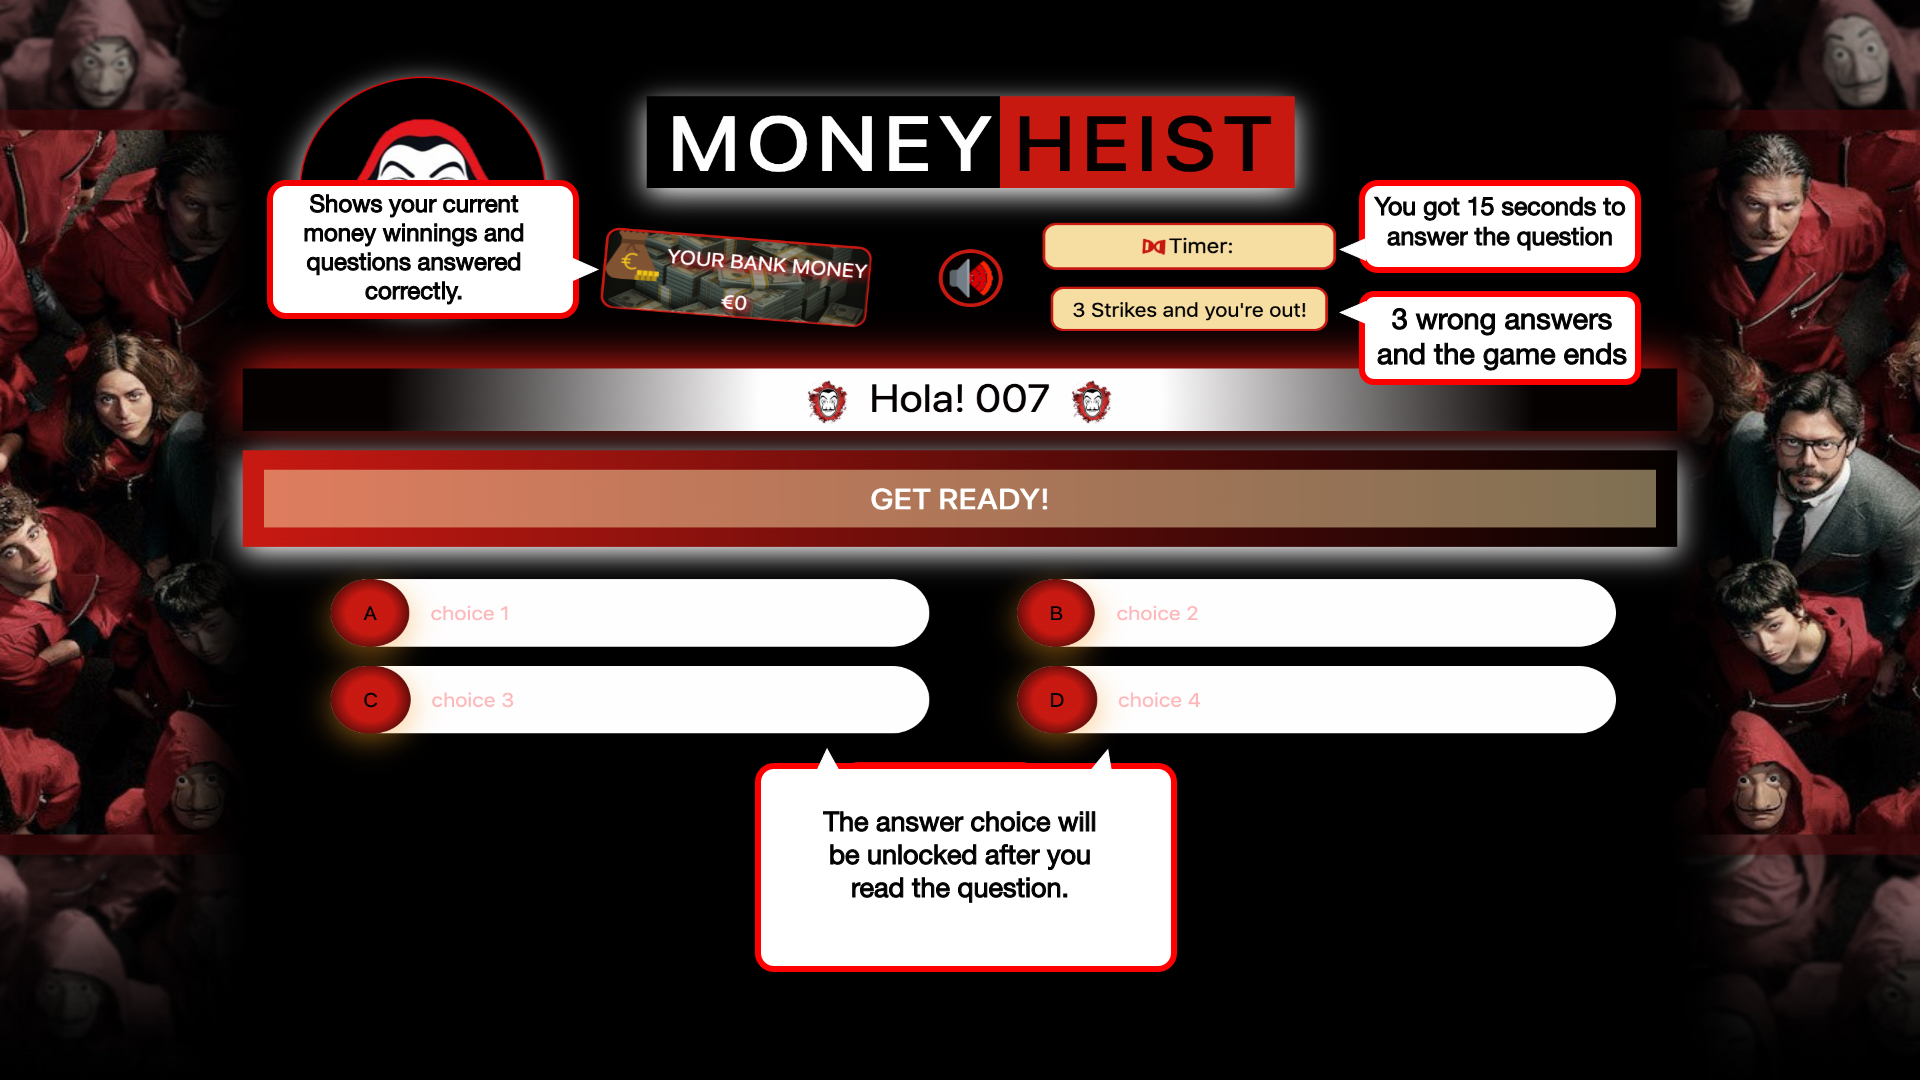 MONEY HEIST
Shows your current
money winnings and
questions answered
correctly.
€
YOUR BANK MONEY
€0
Timer:
3 Strikes and you're out!
You got 15 seconds to
answer the question
3 wrong answers
and the game ends
Hola! 007
GET READY!
A choice 1
B choice 2
C choice 3
D choice 4
The answer choice will
be unlocked after you
read the question.